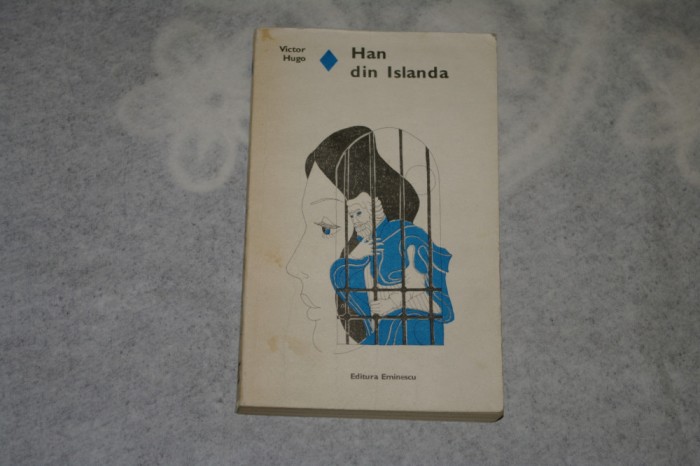 Victor
Hugo
Han
din Islanda
Editura Eminescu